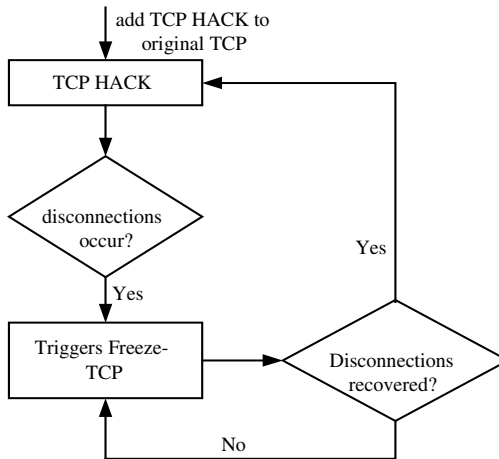 add TCP HACK to
original TCP
TCP HACK
disconnections
occur?
Yes
Yes
Triggers Freeze-
TCP
Disconnections
recovered?
No